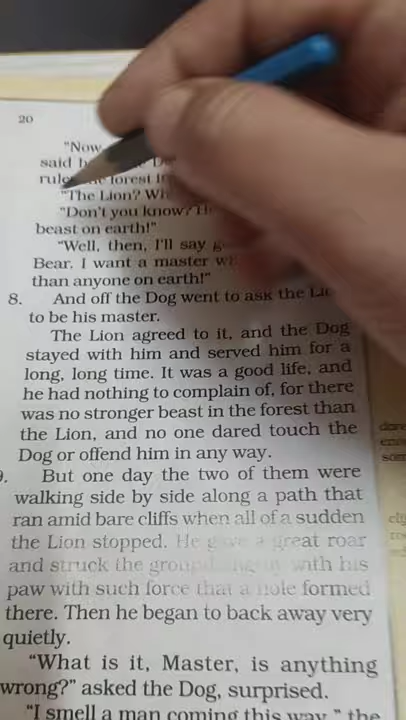 20
"Now
said
rules the forest
"The Lion?
"Don't you know?
beast on earth!"
"Well, then, I'll say
Bear. I want a master
than anyone on earth!"
8. And off the Dog went to ask the
to be his master.
The Lion agreed to it, and the Dog
stayed with him and served him for a
long, long time. It was a good life, and
he had nothing to complain of, for there
was no stronger beast in the forest than
the Lion, and no one dared touch the
Dog or offend him in any way.
9. But one day the two of them were
walking side by side along a path that
ran amid bare cliffs when all of a sudden
the Lion stopped. He gave a great roar
and struck the ground angrily with his
paw with such force that a hole formed
there. Then he began to back away very
quietly.
"What is it, Master, is anything
wrong?" asked the Dog, surprised.
"I smell a man coming this way," the